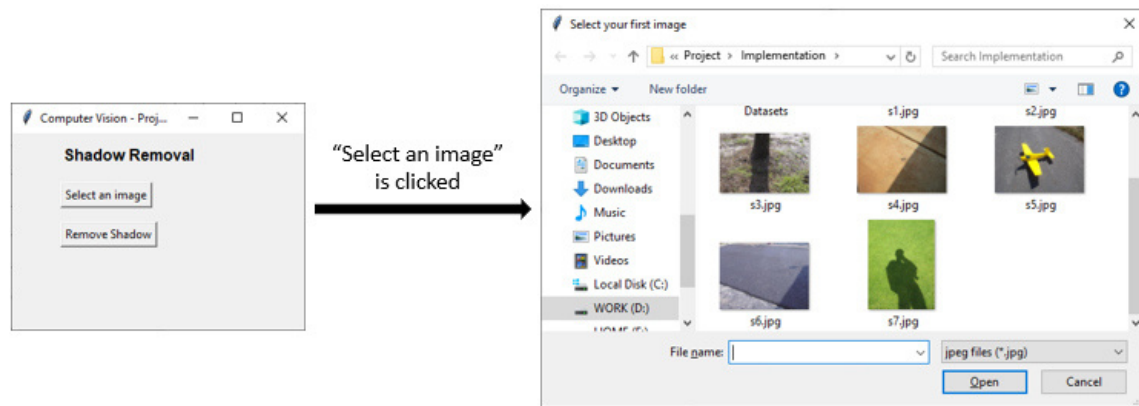 Computer Vision - Proj...
Shadow Removal
Select an image
Remove Shadow
“Select an image”
is clicked
Select your first image
« Project › Implementation ›
Search Implementation
Organize
New folder
3D Objects
Desktop
Documents
Downloads
Music
Pictures
Videos
Local Disk (C:)
WORK (D:)
Datasets
s1.jpg
s2.jpg
s3.jpg
s4.jpg
s5.jpg
s6.jpg
s7.jpg
File name:
jpeg files (*.jpg)
Open
Cancel